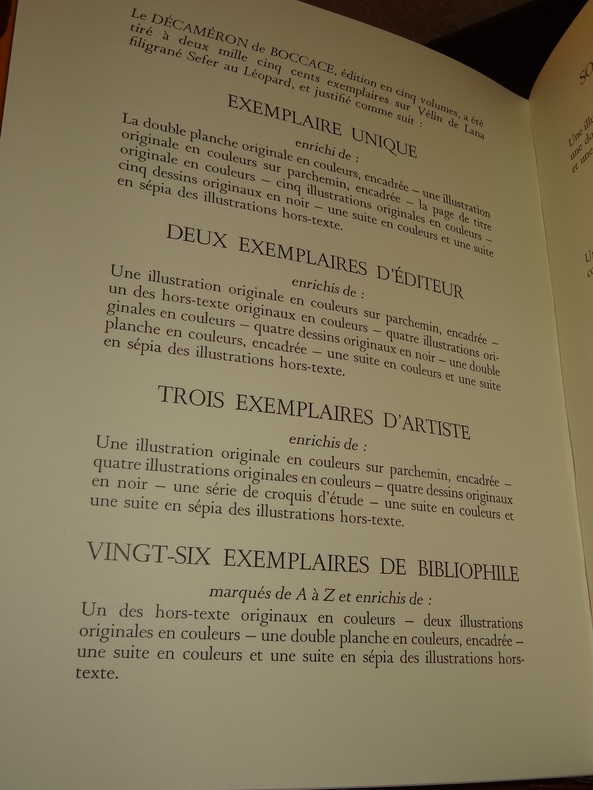 Le DÉCAMÉRON de BOCCACE, édition en cinq volumes, a été
tiré à deux mille cinq cents exemplaires sur Vélin de Lana
filigrané Sefer au Léopard, et justifié comme suit :
EXEMPLAIRE UNIQUE
enrichi de :
La double planche originale en couleurs, encadrée – une illustration
originale en couleurs sur parchemin, encadrée – la page de titre
originale en couleurs – cinq illustrations originales en couleurs –
cinq dessins originaux en noir – une suite en couleurs et une suite
en sépia des illustrations hors-texte.
DEUX EXEMPLAIRES D'ÉDITEUR
enrichis de :
Une illustration originale en couleurs sur parchemin, encadrée –
un des hors-texte originaux en couleurs – quatre illustrations ori-
ginales en couleurs – quatre dessins originaux en noir – une double
planche en couleurs, encadrée – une suite en couleurs et une suite
en sépia des illustrations hors-texte.
TROIS EXEMPLAIRES D'ARTISTE
enrichis de :
Une illustration originale en couleurs sur parchemin, encadrée –
quatre illustrations originales en couleurs – quatre dessins originaux
en noir – une série de croquis d'étude – une suite en couleurs et
une suite en sépia des illustrations hors-texte.
VINGT-SIX EXEMPLAIRES DE BIBLIOPHILE
marqués de A à Z et enrichis de :
Un des hors-texte originaux en couleurs – deux illustrations
originales en couleurs – une double planche en couleurs, encadrée –
une suite en couleurs et une suite en sépia des illustrations hors-
texte.